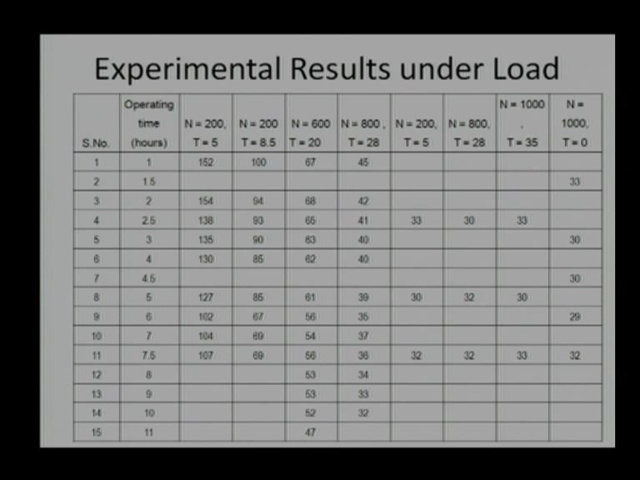 Experimental Results under Load
S.No. Operating time (hours) N = 200, T = 5 N = 200 T = 8.5 N = 600 T = 20 N = 800 , T = 28 N = 200, T = 5 N = 800, T = 28 N = 1000 , T = 35 N = 1000, T = 0
1 1 152 100 67 45
2 1.5 33
3 2 154 94 68 42
4 2.5 138 93 65 41 33 30 33
5 3 135 90 63 40 30
6 4 130 85 62 40
7 4.5 30
8 5 127 85 61 39 30 32 30
9 6 102 67 56 35 29
10 7 104 69 54 37
11 7.5 107 69 56 36 32 32 33 32
12 8 53 34
13 9 53 33
14 10 52 32
15 11 47